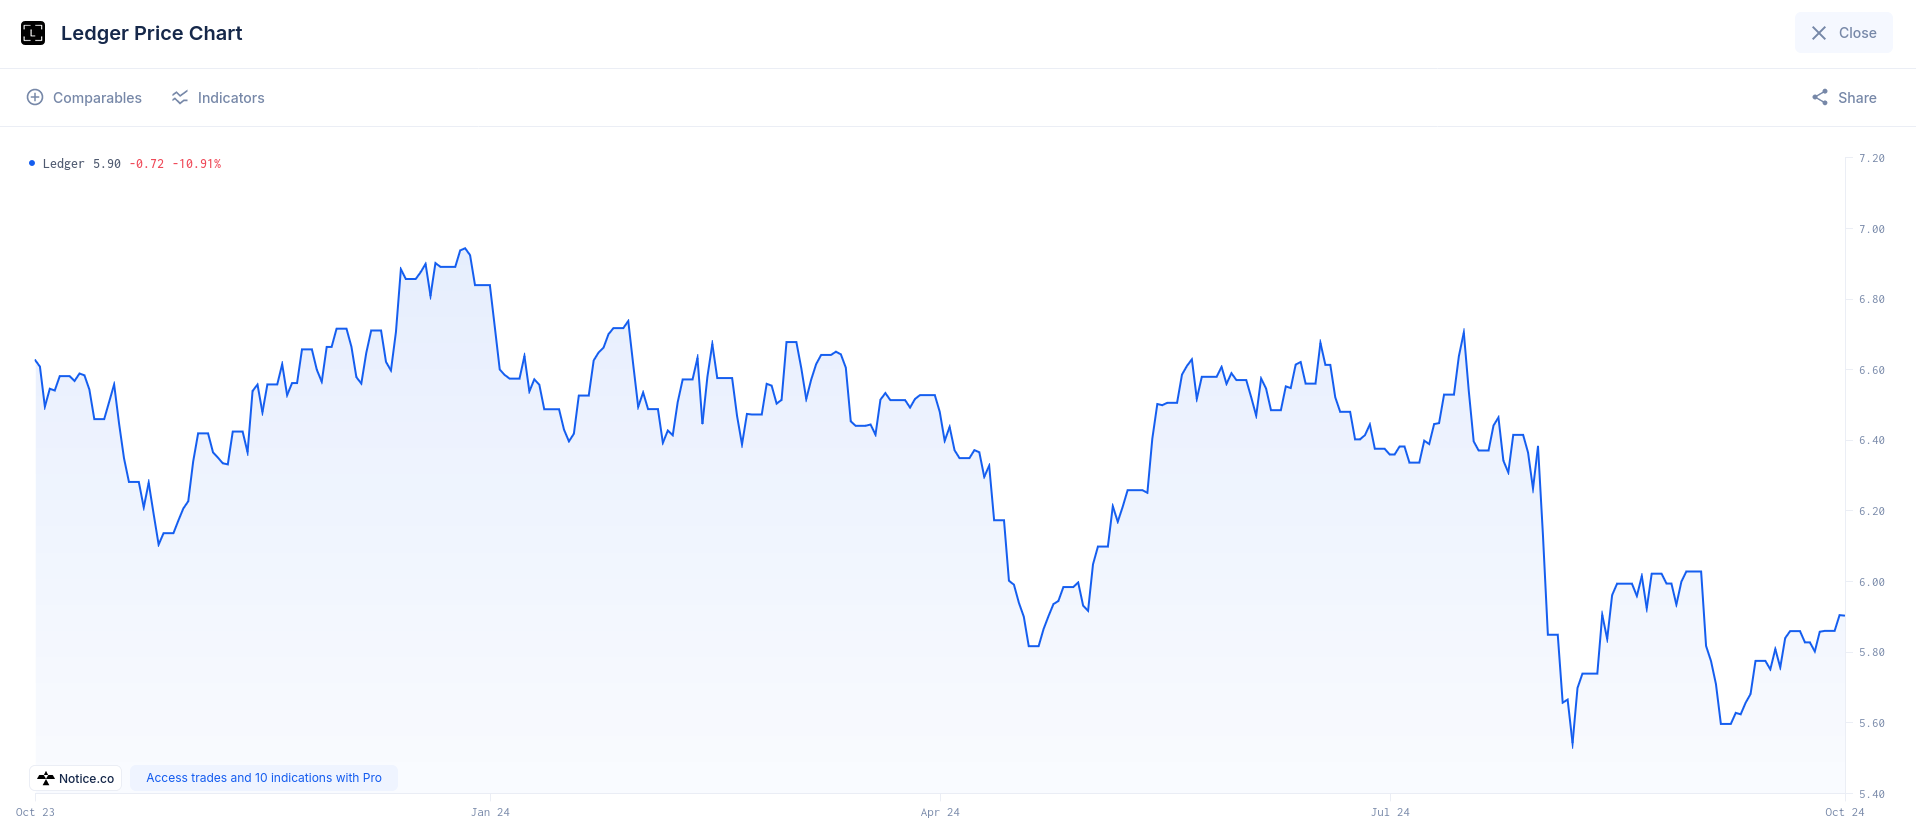 Ledger Price Chart
Close
Comparables Indicators
Share
Ledger 5.90 -0.72 -10.91%
7.20
7.00
6.80
6.60
6.40
6.20
6.00
5.80
5.60
5.40
Notice.co
Access trades and 10 indications with Pro
Oct 23 Jan 24 Apr 24 Jul 24 Oct 24